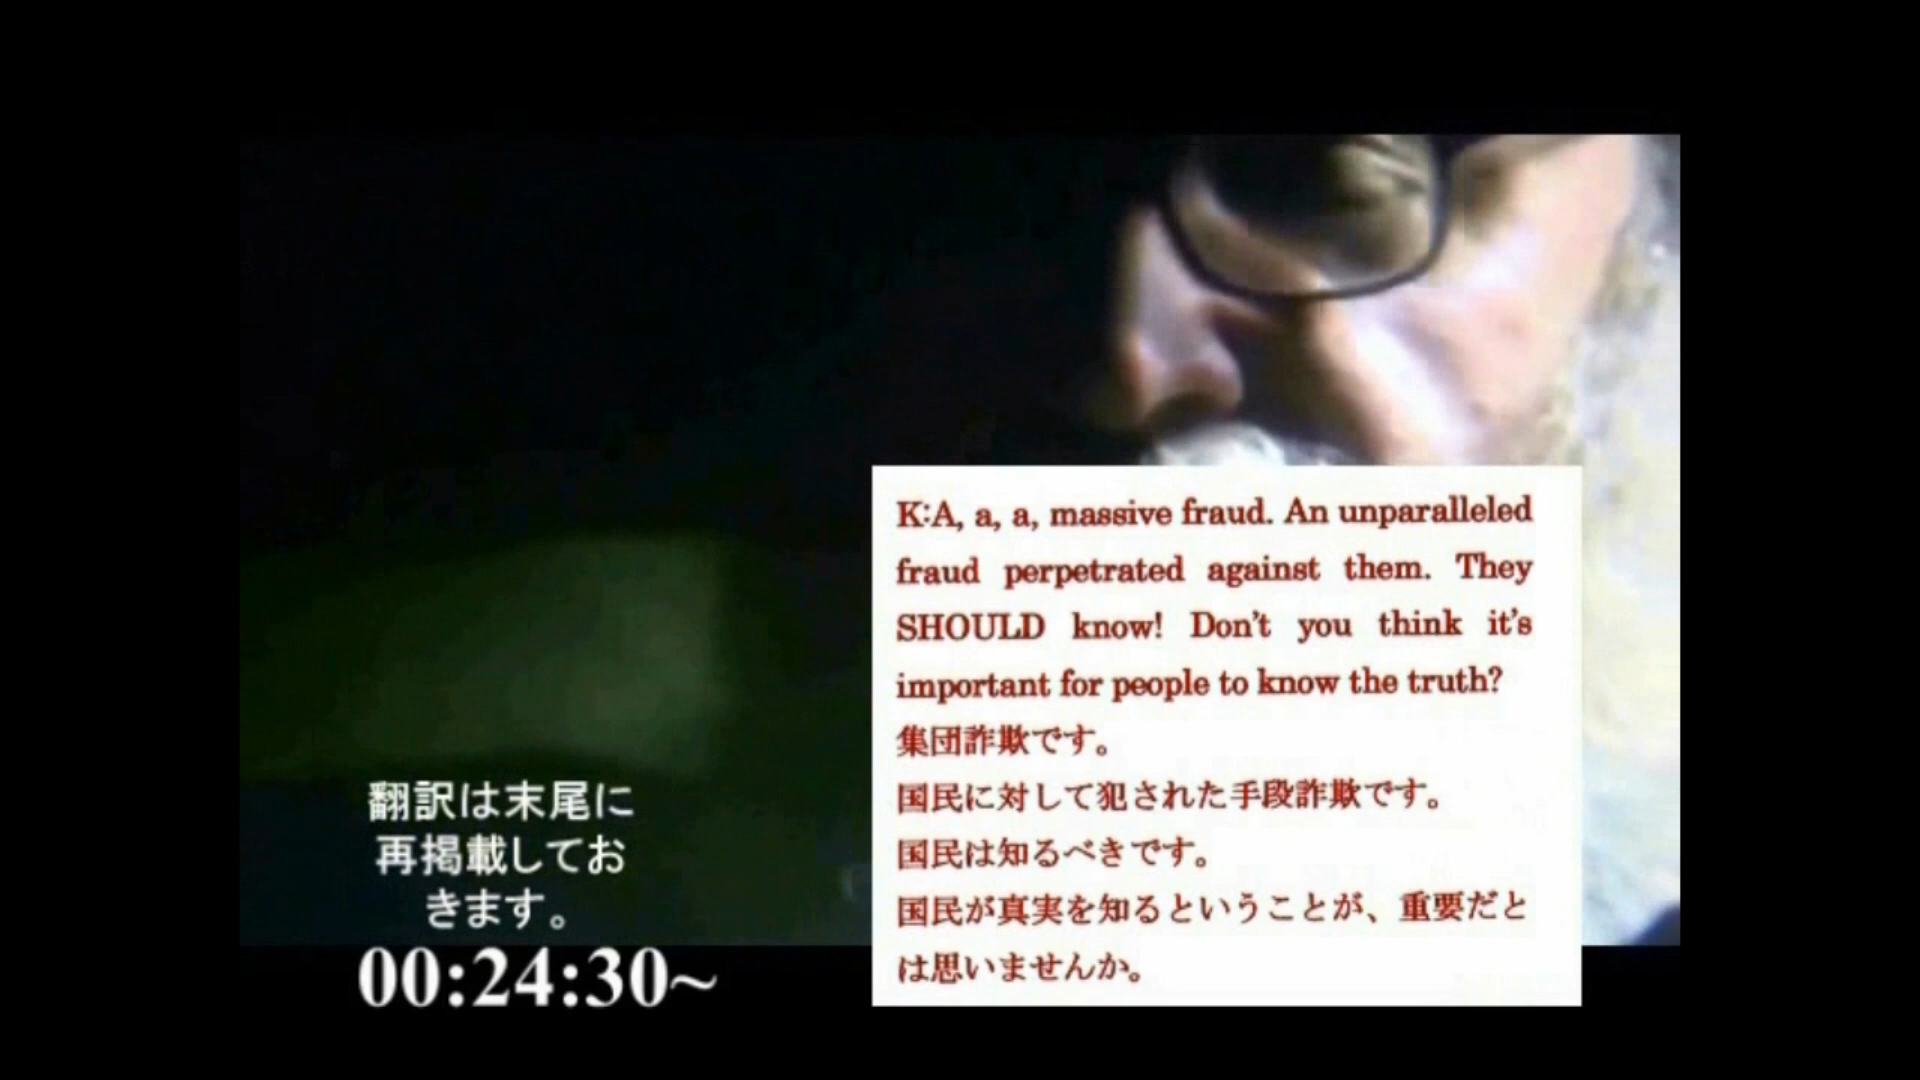 K:A, a, a, massive fraud. An unparalleled
fraud perpetrated against them. They
SHOULD know! Don't you think it's
important for people to know the truth?
集団詐欺です。
国民に対して犯された手段詐欺です。
国民は知るべきです。
国民が真実を知るということが、重要だと
は思いませんか。
翻訳は末尾に
再掲載してお
きます。
00:24:30~